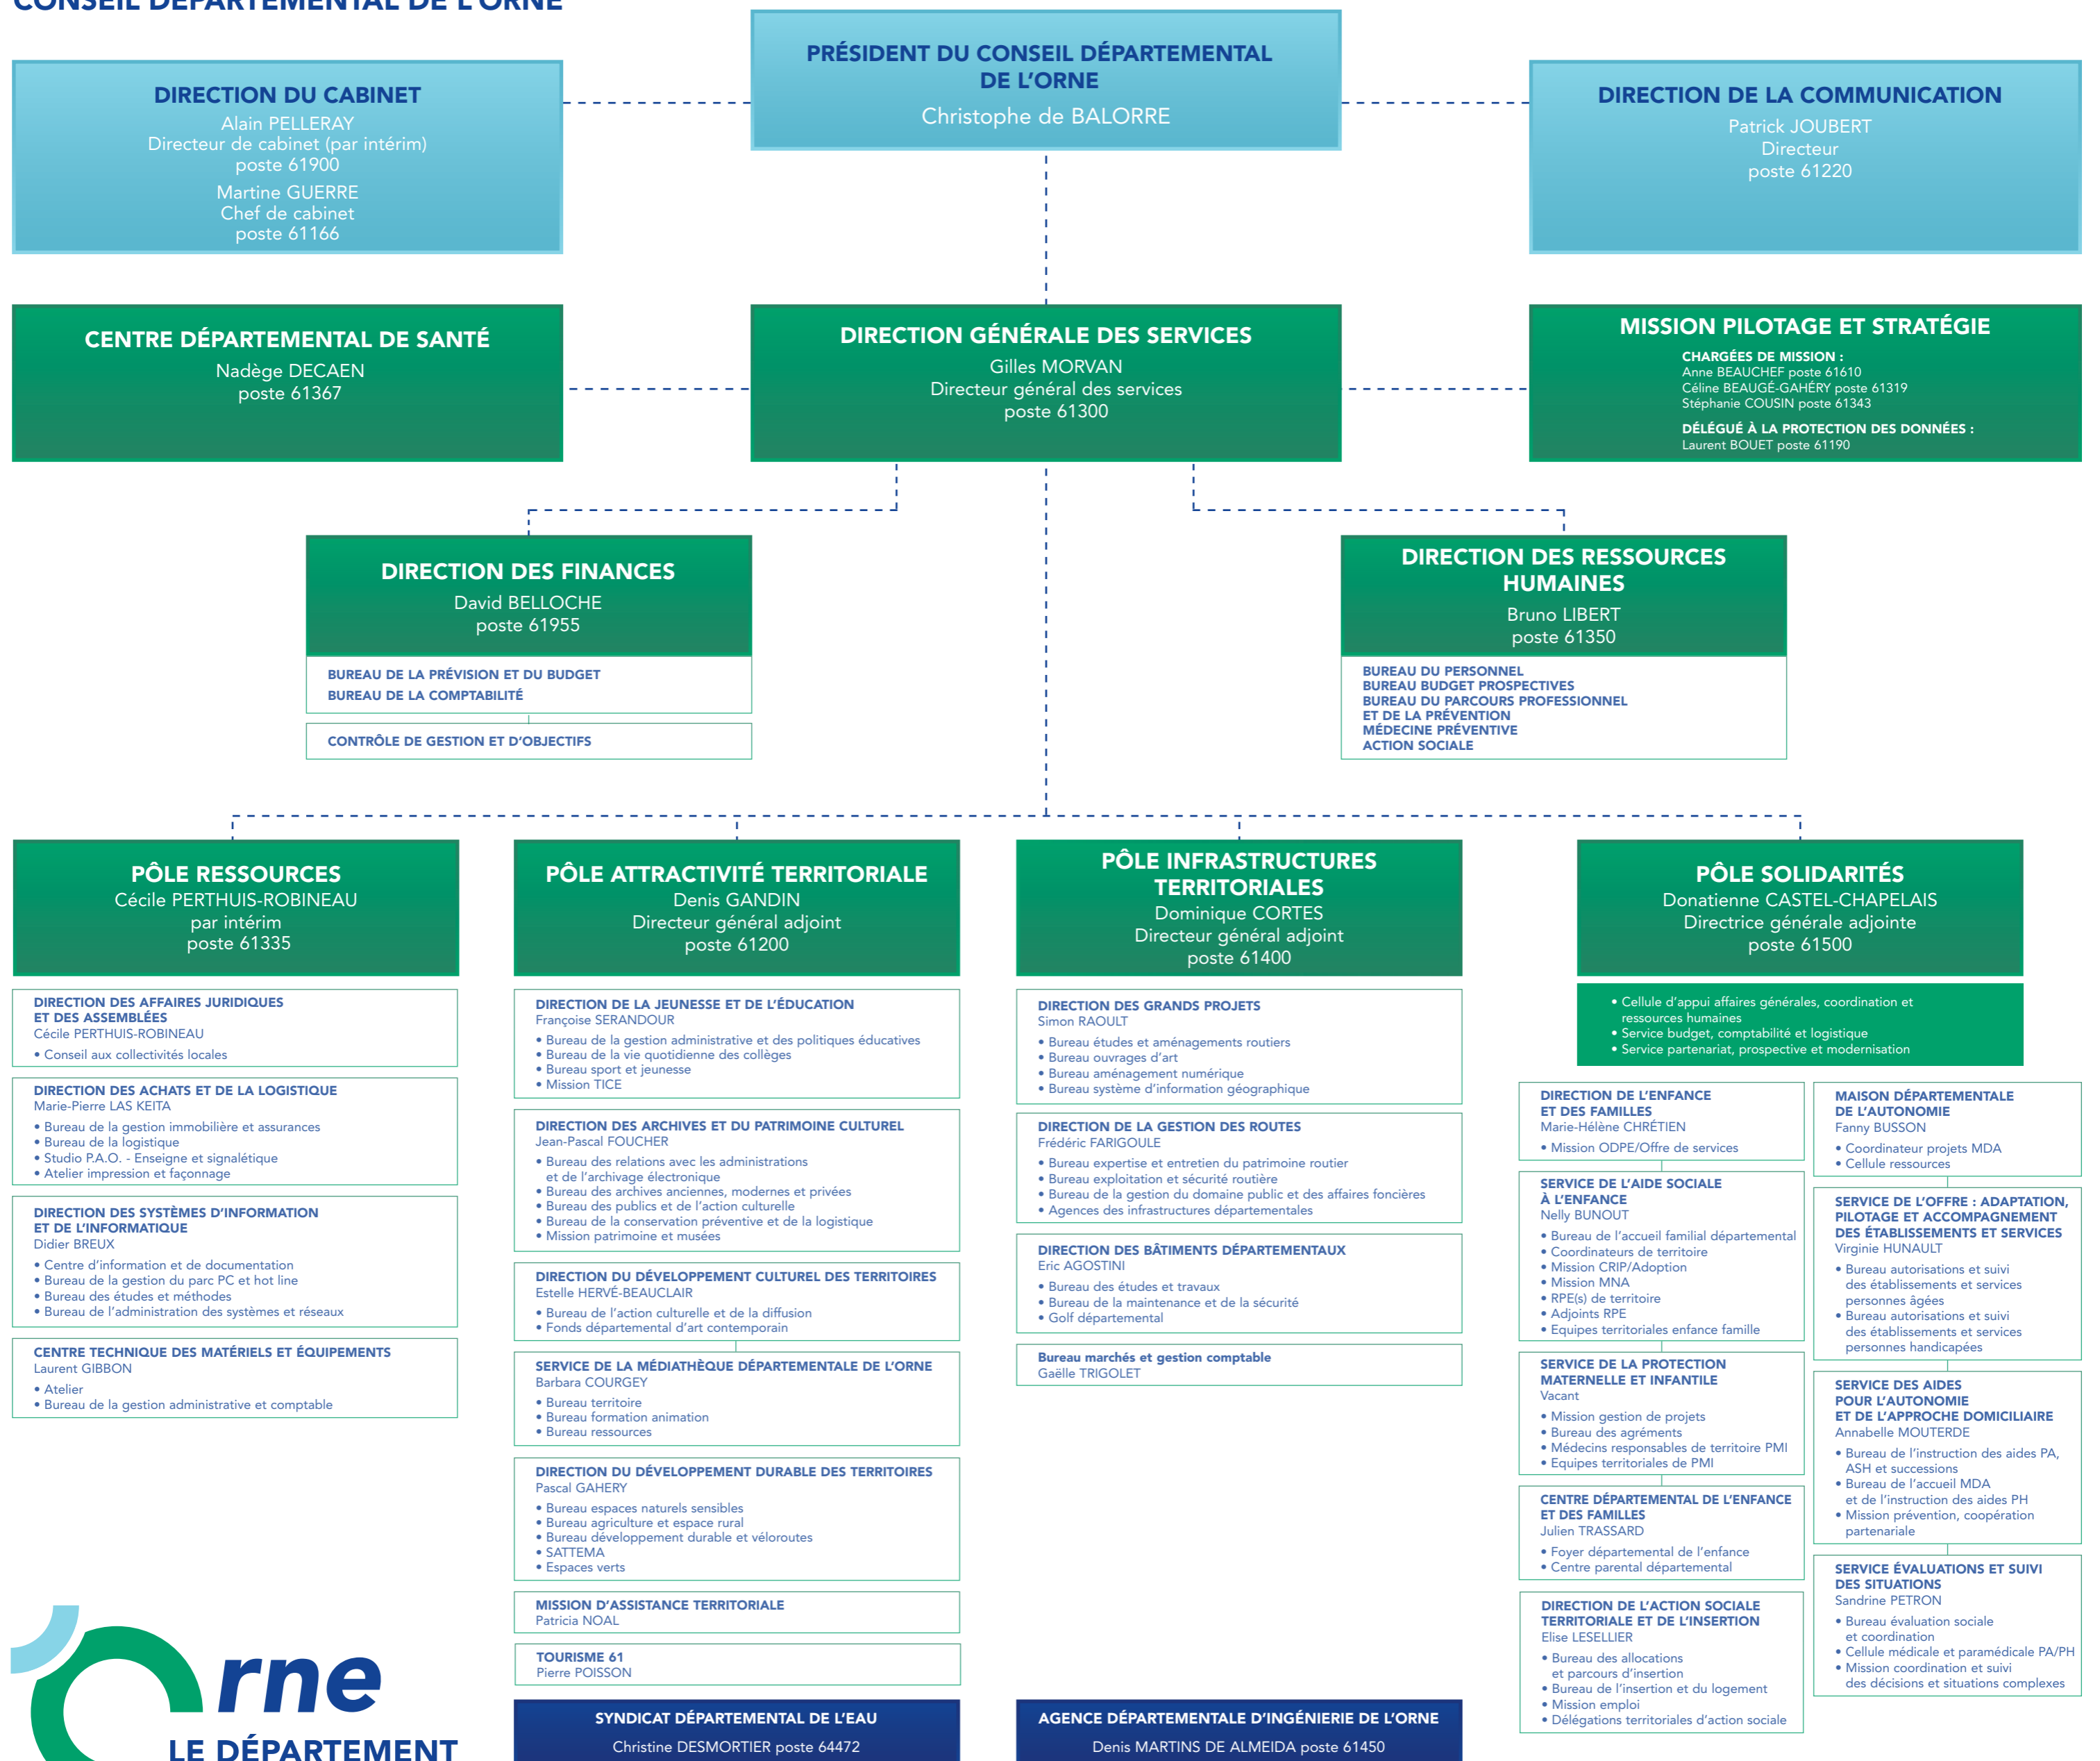 CONSEIL DÉPARTEMENTAL DE L'ORNE
PRÉSIDENT DU CONSEIL DÉPARTEMENTAL
DE L'ORNE
Christophe de BALORRE
DIRECTION DU CABINET
Alain PELLERAY
Directeur de cabinet (par intérim)
poste 61900
Martine GUERRE
Chef de cabinet
poste 61166
DIRECTION DE LA COMMUNICATION
Patrick JOUBERT
Directeur
poste 61220
CENTRE DÉPARTEMENTAL DE SANTÉ
Nadège DECAEN
poste 61367
DIRECTION GÉNÉRALE DES SERVICES
Gilles MORVAN
Directeur général des services
poste 61300
MISSION PILOTAGE ET STRATÉGIE
CHARGÉES DE MISSION :
Anne BEAUCHEF poste 61610
Céline BEAUGÉ-GAHÉRY poste 61319
Stéphanie COUSIN poste 61343
DÉLÉGUÉ À LA PROTECTION DES DONNÉES :
Laurent BOUET poste 61190
DIRECTION DES FINANCES
David BELLOCHE
poste 61955
BUREAU DE LA PRÉVISION ET DU BUDGET
BUREAU DE LA COMPTABILITÉ
CONTRÔLE DE GESTION ET D'OBJECTIFS
DIRECTION DES RESSOURCES
HUMAINES
Bruno LIBERT
poste 61350
BUREAU DU PERSONNEL
BUREAU BUDGET PROSPECTIVES
BUREAU DU PARCOURS PROFESSIONNEL
ET DE LA PRÉVENTION
MÉDECINE PRÉVENTIVE
ACTION SOCIALE
PÔLE RESSOURCES
Cécile PERTHUIS-ROBINEAU
par intérim
poste 61335
DIRECTION DES AFFAIRES JURIDIQUES
ET DES ASSEMBLÉES
Cécile PERTHUIS-ROBINEAU
• Conseil aux collectivités locales
DIRECTION DES ACHATS ET DE LA LOGISTIQUE
Marie-Pierre LAS KEITA
• Bureau de la gestion immobilière et assurances
• Bureau de la logistique
• Studio P.A.O. - Enseigne et signalétique
• Atelier impression et façonnage
DIRECTION DES SYSTÈMES D'INFORMATION
ET DE L'INFORMATIQUE
Didier BREUX
• Centre d'information et de documentation
• Bureau de la gestion du parc PC et hot line
• Bureau des études et méthodes
• Bureau de l'administration des systèmes et réseaux
CENTRE TECHNIQUE DES MATÉRIELS ET ÉQUIPEMENTS
Laurent GIBBON
• Atelier
• Bureau de la gestion administrative et comptable
PÔLE ATTRACTIVITÉ TERRITORIALE
Denis GANDIN
Directeur général adjoint
poste 61200
DIRECTION DE LA JEUNESSE ET DE L'ÉDUCATION
Françoise SERANDOUR
• Bureau de la gestion administrative et des politiques éducatives
• Bureau de la vie quotidienne des collèges
• Bureau sport et jeunesse
• Mission TICE
DIRECTION DES ARCHIVES ET DU PATRIMOINE CULTUREL
Jean-Pascal FOUCHER
• Bureau des relations avec les administrations
et de l'archivage électronique
• Bureau des archives anciennes, modernes et privées
• Bureau des publics et de l'action culturelle
• Bureau de la conservation préventive et de la logistique
• Mission patrimoine et musées
DIRECTION DU DÉVELOPPEMENT CULTUREL DES TERRITOIRES
Estelle HERVÉ-BEAUCLAIR
• Bureau de l'action culturelle et de la diffusion
• Fonds départemental d'art contemporain
SERVICE DE LA MÉDIATHÈQUE DÉPARTEMENTALE DE L'ORNE
Barbara COURGEY
• Bureau territoire
• Bureau formation animation
• Bureau ressources
DIRECTION DU DÉVELOPPEMENT DURABLE DES TERRITOIRES
Pascal GAHERY
• Bureau espaces naturels sensibles
• Bureau agriculture et espace rural
• Bureau développement durable et véloroutes
• SATTEMA
• Espaces verts
MISSION D'ASSISTANCE TERRITORIALE
Patricia NOAL
TOURISME 61
Pierre POISSON
SYNDICAT DÉPARTEMENTAL DE L'EAU
Christine DESMORTIER poste 64472
PÔLE INFRASTRUCTURES
TERRITORIALES
Dominique CORTES
Directeur général adjoint
poste 61400
DIRECTION DES GRANDS PROJETS
Simon RAOULT
• Bureau études et aménagements routiers
• Bureau ouvrages d'art
• Bureau aménagement numérique
• Bureau système d'information géographique
DIRECTION DE LA GESTION DES ROUTES
Frédéric FARIGOULE
• Bureau expertise et entretien du patrimoine routier
• Bureau exploitation et sécurité routière
• Bureau de la gestion du domaine public et des affaires foncières
• Agences des infrastructures départementales
DIRECTION DES BÂTIMENTS DÉPARTEMENTAUX
Eric AGOSTINI
• Bureau des études et travaux
• Bureau de la maintenance et de la sécurité
• Golf départemental
Bureau marchés et gestion comptable
Gaëlle TRIGOLET
AGENCE DÉPARTEMENTALE D'INGÉNIERIE DE L'ORNE
Denis MARTINS DE ALMEIDA poste 61450
PÔLE SOLIDARITÉS
Donatienne CASTEL-CHAPELAIS
Directrice générale adjointe
poste 61500
• Cellule d'appui affaires générales, coordination et
ressources humaines
• Service budget, comptabilité et logistique
• Service partenariat, prospective et modernisation
DIRECTION DE L'ENFANCE
ET DES FAMILLES
Marie-Hélène CHRÉTIEN
• Mission ODPE/Offre de services
SERVICE DE L'AIDE SOCIALE
À L'ENFANCE
Nelly BUNOUT
• Bureau de l'accueil familial départemental
• Coordinateurs de territoire
• Mission CRIP/Adoption
• Mission MNA
• RPE(s) de territoire
• Adjoints RPE
• Equipes territoriales enfance famille
SERVICE DE LA PROTECTION
MATERNELLE ET INFANTILE
Vacant
• Mission gestion de projets
• Bureau des agréments
• Médecins responsables de territoire PMI
• Equipes territoriales de PMI
CENTRE DÉPARTEMENTAL DE L'ENFANCE
ET DES FAMILLES
Julien TRASSARD
• Foyer départemental de l'enfance
• Centre parental départemental
DIRECTION DE L'ACTION SOCIALE
TERRITORIALE ET DE L'INSERTION
Elise LESELLIER
• Bureau des allocations
et parcours d'insertion
• Bureau de l'insertion et du logement
• Mission emploi
• Délégations territoriales d'action sociale
MAISON DÉPARTEMENTALE
DE L'AUTONOMIE
Fanny BUSSON
• Coordinateur projets MDA
• Cellule ressources
SERVICE DE L'OFFRE : ADAPTATION,
PILOTAGE ET ACCOMPAGNEMENT
DES ÉTABLISSEMENTS ET SERVICES
Virginie HUNAULT
• Bureau autorisations et suivi
des établissements et services
personnes âgées
• Bureau autorisations et suivi
des établissements et services
personnes handicapées
SERVICE DES AIDES
POUR L'AUTONOMIE
ET DE L'APPROCHE DOMICILIAIRE
Annabelle MOUTERDE
• Bureau de l'instruction des aides PA,
ASH et successions
• Bureau de l'accueil MDA
et de l'instruction des aides PH
• Mission prévention, coopération
partenariale
SERVICE ÉVALUATIONS ET SUIVI
DES SITUATIONS
Sandrine PETRON
• Bureau évaluation sociale
et coordination
• Cellule médicale et paramédicale PA/PH
• Mission coordination et suivi
des décisions et situations complexes
Orne
LE DÉPARTEMENT